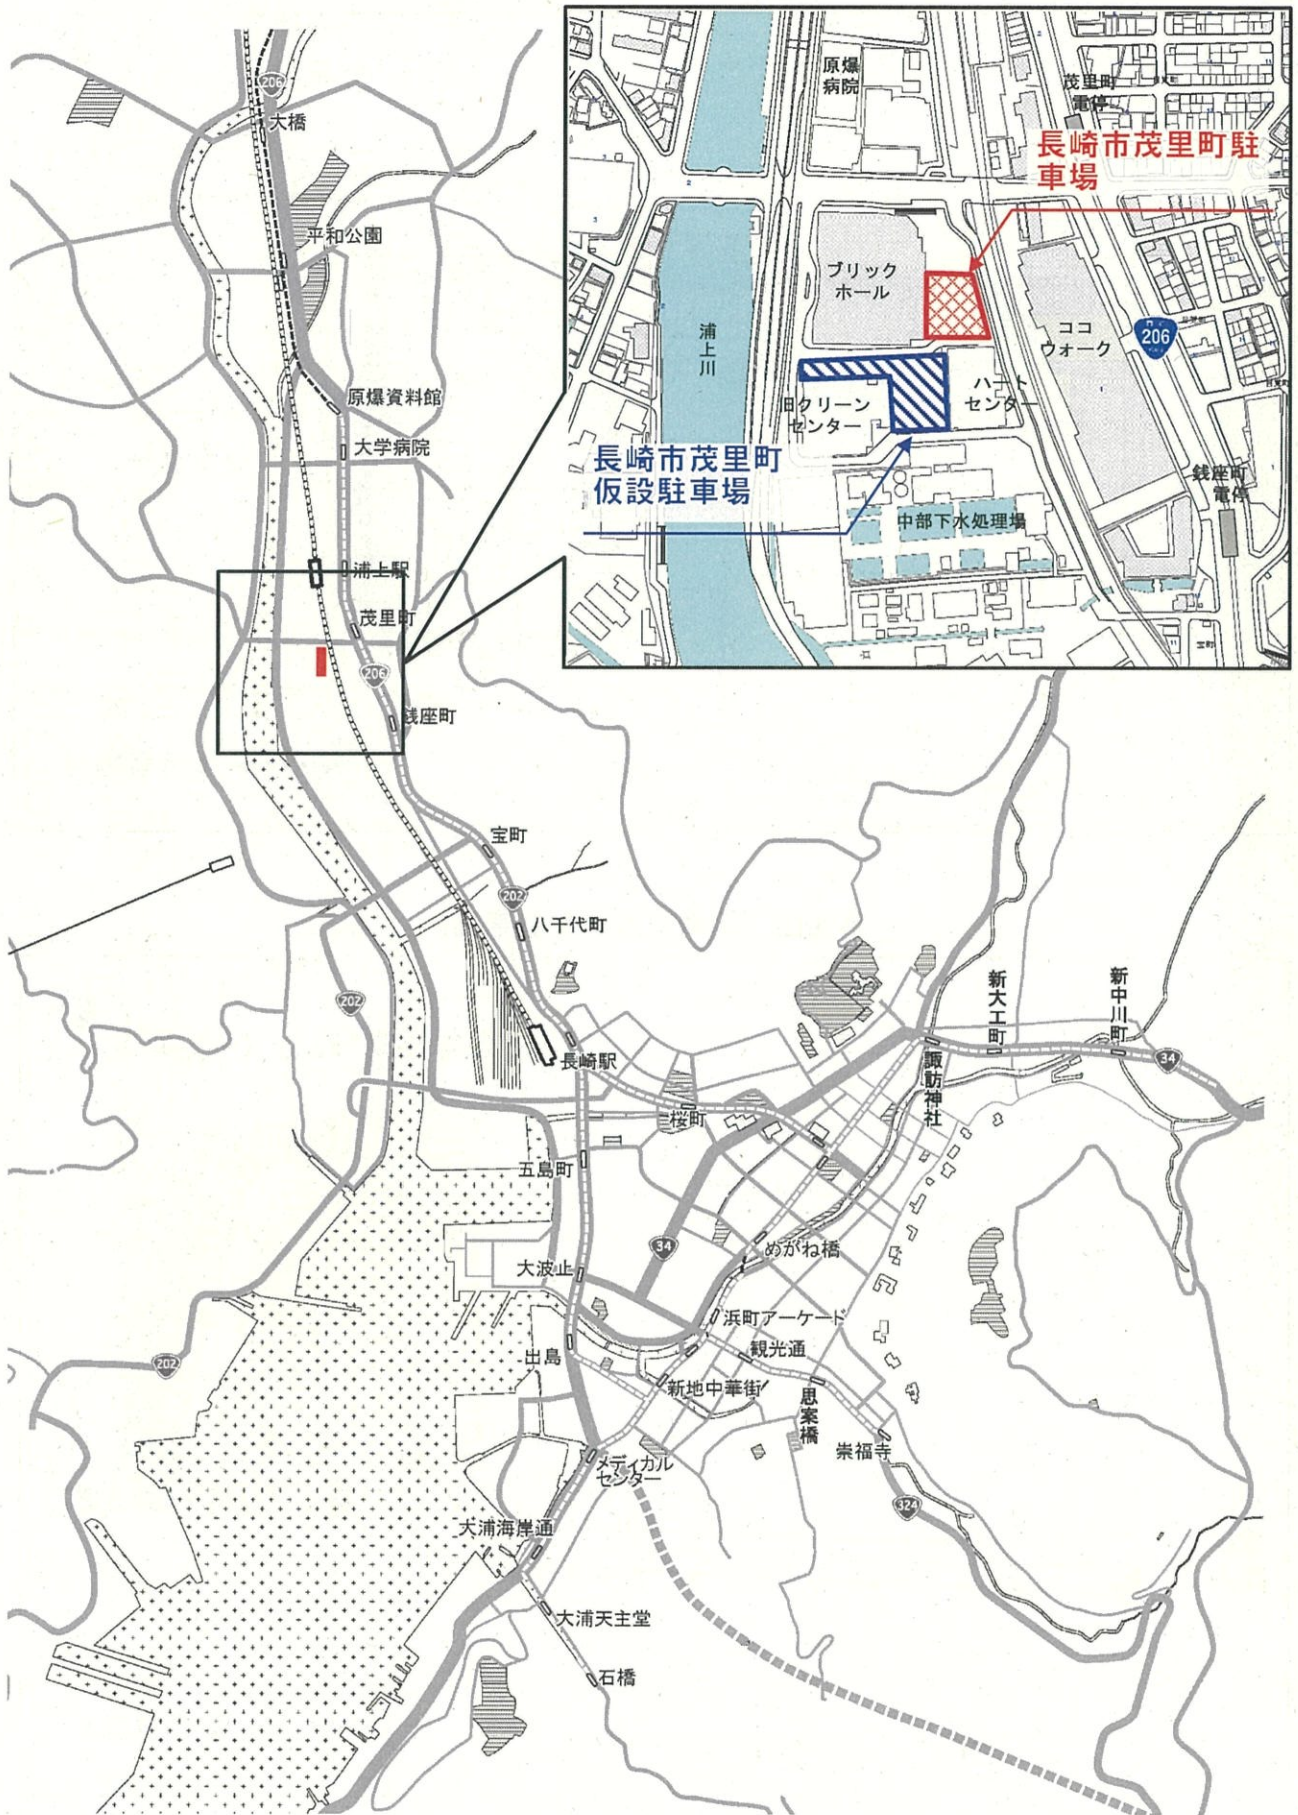 206
大橋
平和公園
原爆資料館
大学病院
浦上駅
茂里町
206
銭座町
宝町
202
八千代町
202
長崎駅
桜町
五島町
34
めがね橋
大波止
浜町アーケード
出島
観光通
202
新地中華街
思案橋
崇福寺
メディカル
センター
324
大浦海岸通
大浦天主堂
石橋
新大工町
新中川町
諏訪神社
34
原爆
病院
茂里町
電停
長崎市茂里町駐
車場
ブリック
ホール
浦上川
ココ
ウォーク
206
ハート
センター
旧クリーン
センター
長崎市茂里町
仮設駐車場
銭座町
電停
中部下水処理場